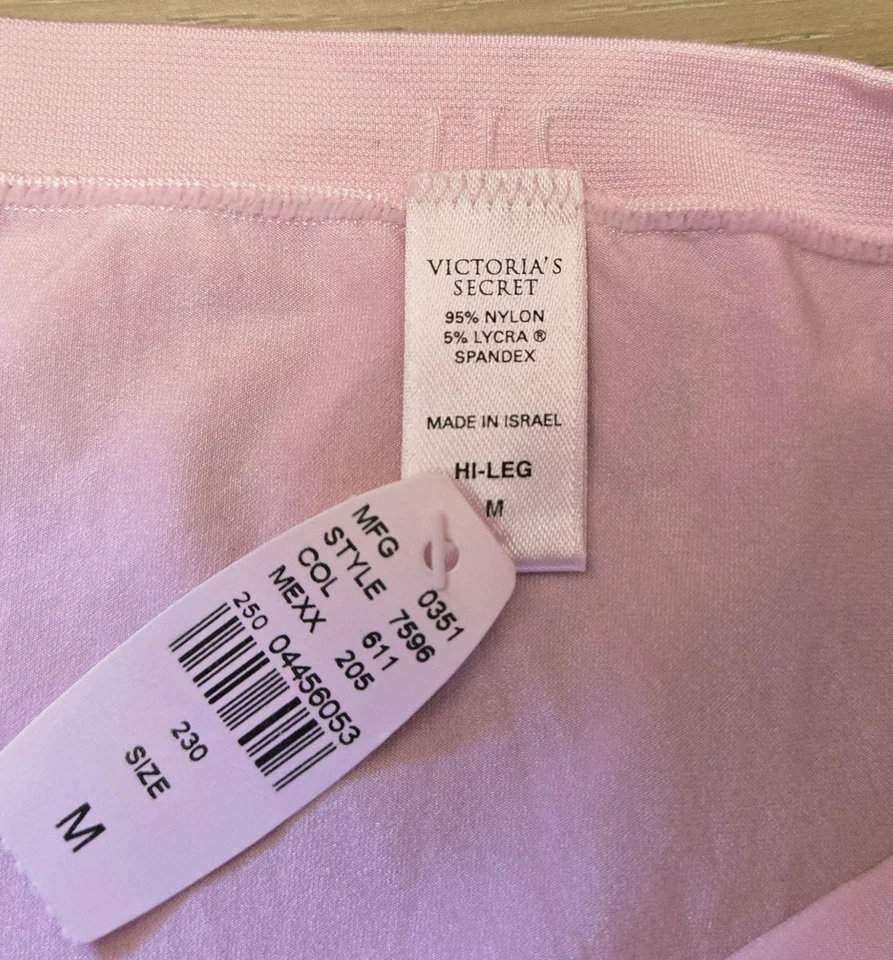 VICTORIA'S
SECRET
95% NYLON
5% LYCRA ®
SPANDEX
MADE IN ISRAEL
HI-LEG
M
MFG 0351
STYLE 7596
COL 611
MEXX 205
250 04456053
230
SIZE
M